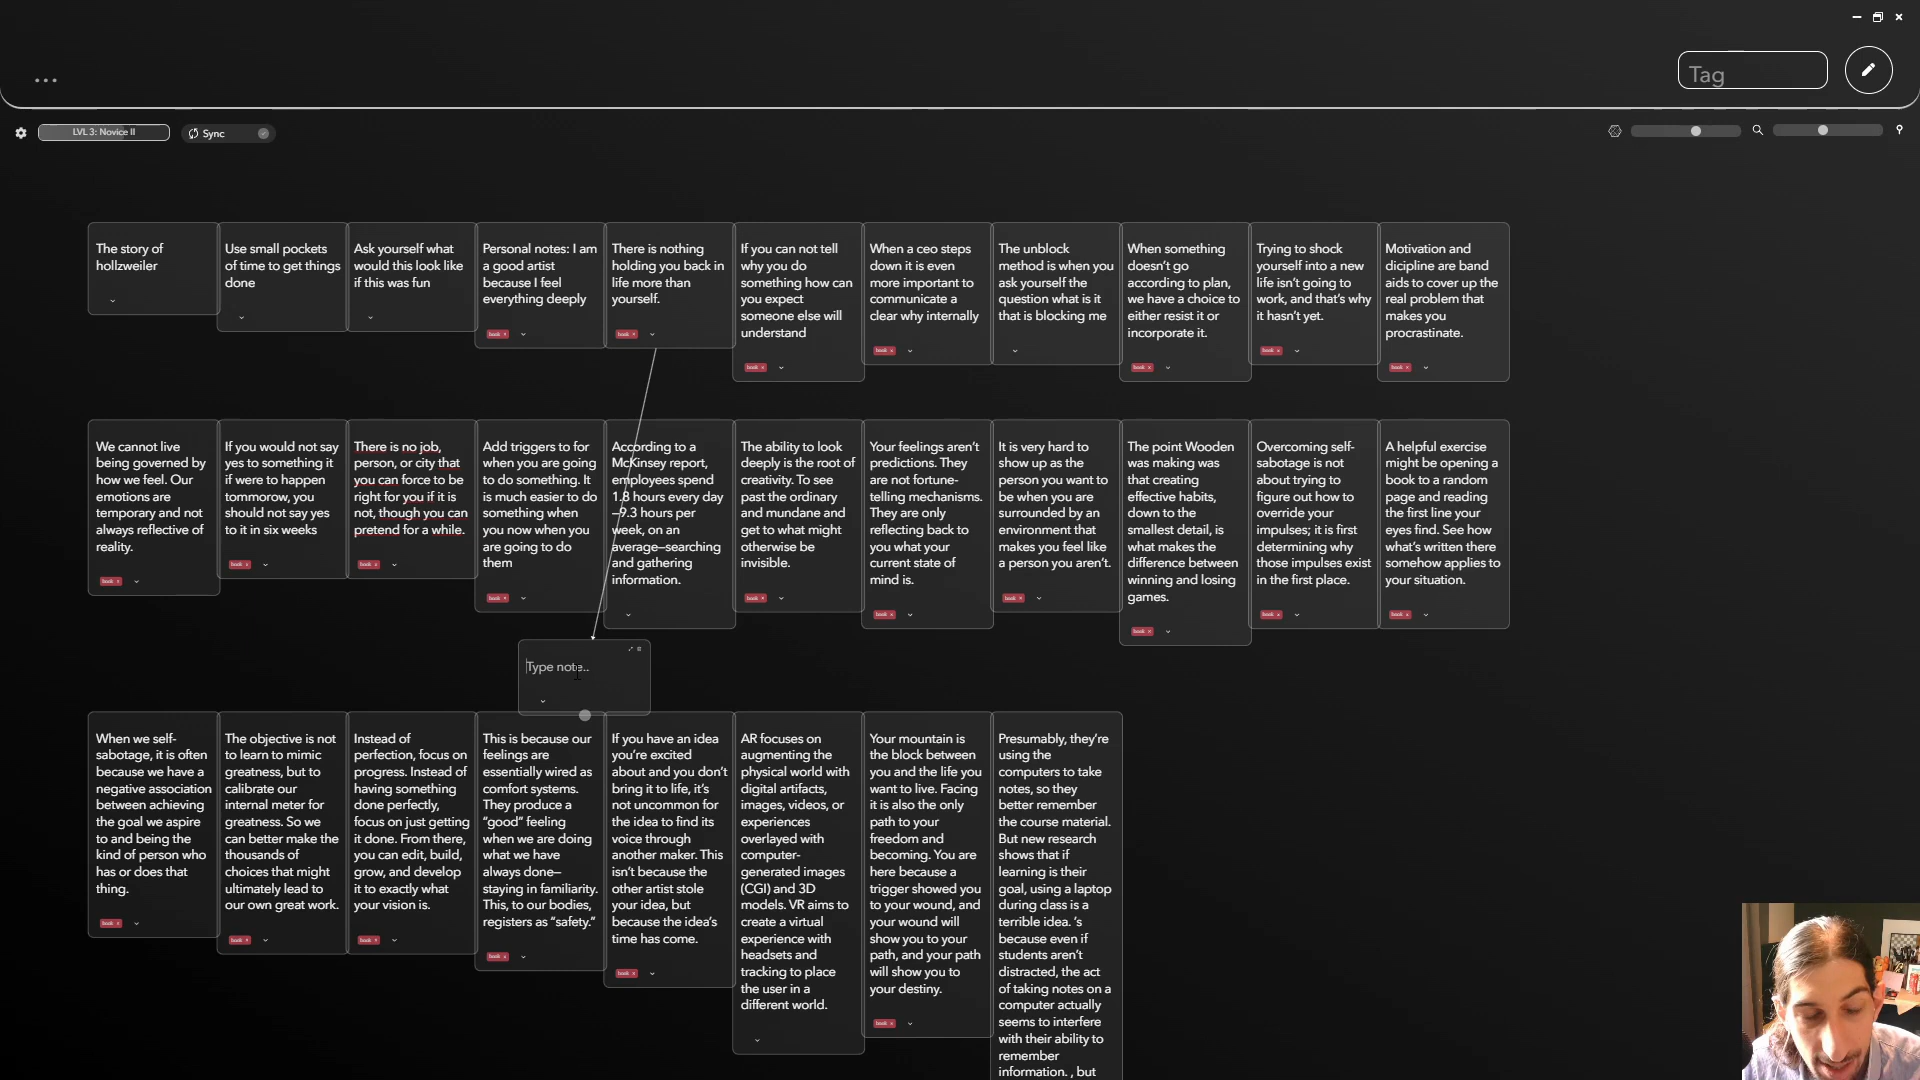 Tag
LVL 3: Novice II
Sync
The story of
hollzweiler
Use small pockets
of time to get things
done
Ask yourself what
would this look like
if this was fun
Personal notes: I am
a good artist
because I feel
everything deeply
book x
There is nothing
holding you back in
life more than
yourself.
book x
If you can not tell
why you do
something how can
you expect
someone else will
understand
book x
When a ceo steps
down it is even
more important to
communicate a
clear why internally
book x
The unblock
method is when you
ask yourself the
question what is it
that is blocking me
When something
doesn't go
according to plan,
we have a choice to
either resist it or
incorporate it.
book x
Trying to shock
yourself into a new
life isn't going to
work, and that's why
it hasn't yet.
book x
Motivation and
dicipline are band
aids to cover up the
real problem that
makes you
procrastinate.
book x
We cannot live
being governed by
how we feel. Our
emotions are
temporary and not
always reflective of
reality.
book x
If you would not say
yes to something it
if were to happen
tommorow, you
should not say yes
to it in six weeks
book x
There is no job,
person, or city that
you can force to be
right for you if it is
not, though you can
pretend for a while.
book x
Add triggers to for
when you are going
to do something. It
is much easier to do
something when
you now when you
are going to do
them
book x
According to a
McKinsey report,
employees spend
1.8 hours every day
—9.3 hours per
week, on an
average—searching
and gathering
information.
The ability to look
deeply is the root of
creativity. To see
past the ordinary
and mundane and
get to what might
otherwise be
invisible.
book x
Your feelings aren't
predictions. They
are not fortune-
telling mechanisms.
They are only
reflecting back to
you what your
current state of
mind is.
book x
It is very hard to
show up as the
person you want to
be when you are
surrounded by an
environment that
makes you feel like
a person you aren't.
book x
The point Wooden
was making was
that creating
effective habits,
down to the
smallest detail, is
what makes the
difference between
winning and losing
games.
book x
Overcoming self-
sabotage is not
about trying to
figure out how to
override your
impulses; it is first
determining why
those impulses exist
in the first place.
book x
A helpful exercise
might be opening a
book to a random
page and reading
the first line your
eyes find. See how
what's written there
somehow applies to
your situation.
book x
Type note..
When we self-
sabotage, it is often
because we have a
negative association
between achieving
the goal we aspire
to and being the
kind of person who
has or does that
thing.
book x
The objective is not
to learn to mimic
greatness, but to
calibrate our
internal meter for
greatness. So we
can better make the
thousands of
choices that might
ultimately lead to
our own great work.
book x
Instead of
perfection, focus on
progress. Instead of
having something
done perfectly,
focus on just getting
it done. From there,
you can edit, build,
grow, and develop
it to exactly what
your vision is.
book x
This is because our
feelings are
essentially wired as
comfort systems.
They produce a
“good” feeling
when we are doing
what we have
always done—
staying in familiarity.
This, to our bodies,
registers as “safety.”
book x
If you have an idea
you're excited
about and you don't
bring it to life, it's
not uncommon for
the idea to find its
voice through
another maker. This
isn't because the
other artist stole
your idea, but
because the idea's
time has come.
book x
AR focuses on
augmenting the
physical world with
digital artifacts,
images, videos, or
experiences
overlayed with
computer-
generated images
(CGI) and 3D
models. VR aims to
create a virtual
experience with
headsets and
tracking to place
the user in a
different world.
Your mountain is
the block between
you and the life you
want to live. Facing
it is also the only
path to your
freedom and
becoming. You are
here because a
trigger showed you
to your wound, and
your wound will
show you to your
path, and your path
will show you to
your destiny.
book x
Presumably, they're
using the
computers to take
notes, so they
better remember
the course material.
But new research
shows that if
learning is their
goal, using a laptop
during class is a
terrible idea. 's
because even if
students aren't
distracted, the act
of taking notes on a
computer actually
seems to interfere
with their ability to
remember
information. , but